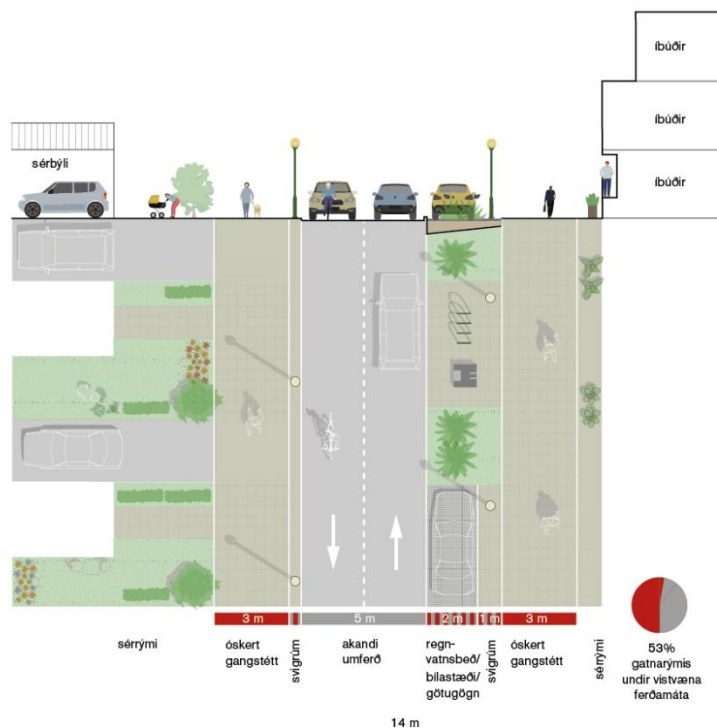 íbúðir
íbúðir
sérbýli
íbúðir
3 m
5 m
2 m
1 m
3 m
sérrými
óskert
gangstétt
svigrúm
akandi
umferð
regn-
vatnsbeð/
bílastæði/
götugögn
svigrúm
óskert
gangstétt
sérrými
53%
gatnarýmis
undir vistvæna
ferðamáta
14 m